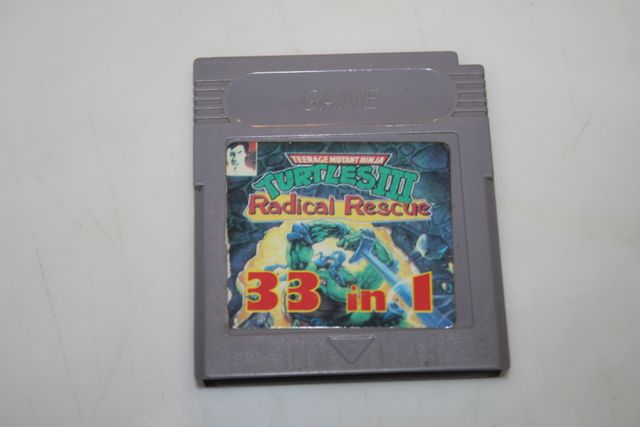 GAME
TEENAGE MUTANT NINJA
TURTLES III
Radical Rescue
33 in 1